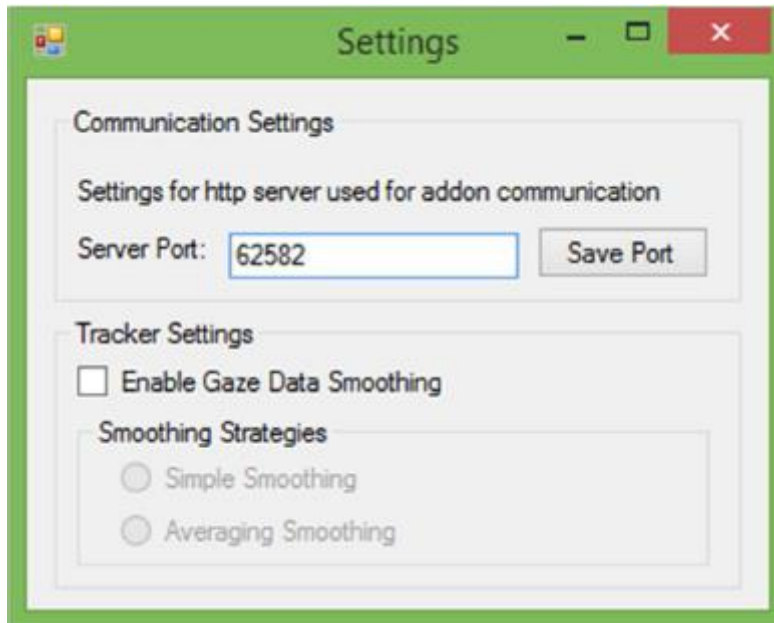 Settings
Communication Settings
Settings for http server used for addon communication
Server Port: 62582 Save Port
Tracker Settings
Enable Gaze Data Smoothing
Smoothing Strategies
Simple Smoothing
Averaging Smoothing